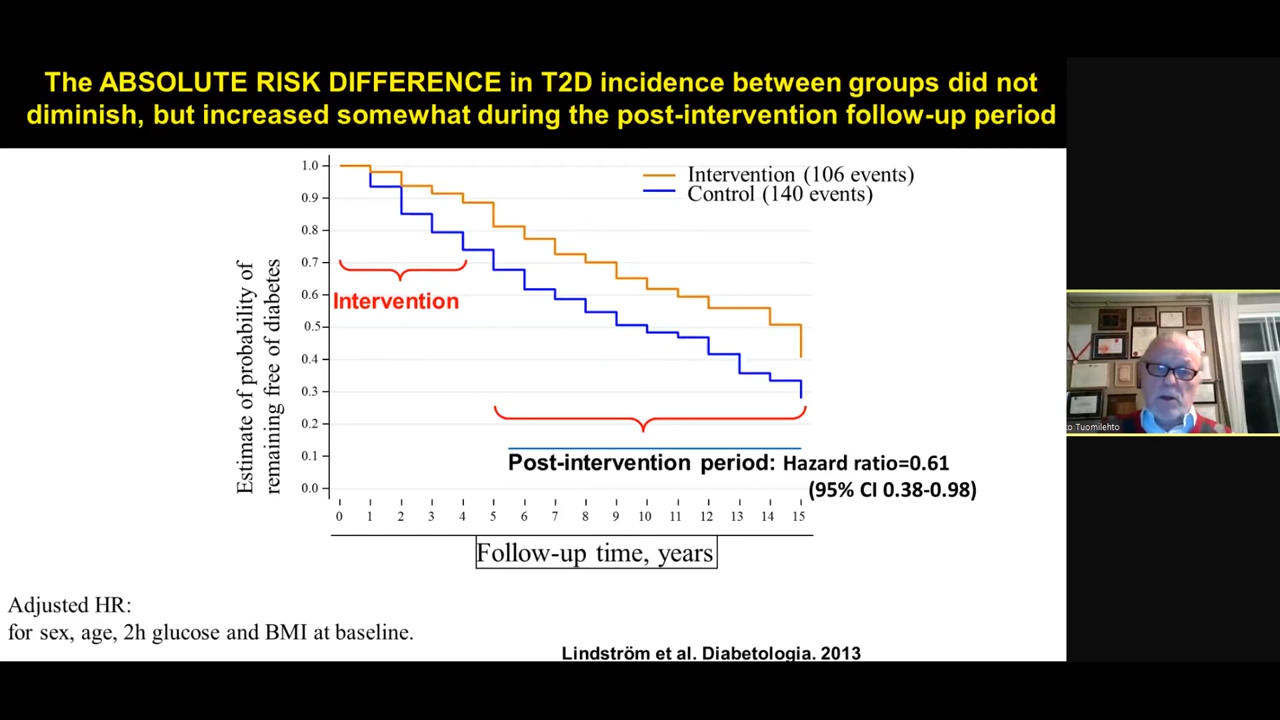 The ABSOLUTE RISK DIFFERENCE in T2D incidence between groups did not
diminish, but increased somewhat during the post-intervention follow-up period
Intervention (106 events)
Control (140 events)
1.0
0.9
0.8
0.7
0.6
0.5
0.4
0.3
0.2
0.1
0.0
Estimate of probability of
remaining free of diabetes
Intervention
Post-intervention period: Hazard ratio=0.61
(95% CI 0.38-0.98)
0 1 2 3 4 5 6 7 8 9 10 11 12 13 14 15
Follow-up time, years
Adjusted HR:
for sex, age, 2h glucose and BMI at baseline.
Lindström et al. Diabetologia. 2013
Tuomilehto